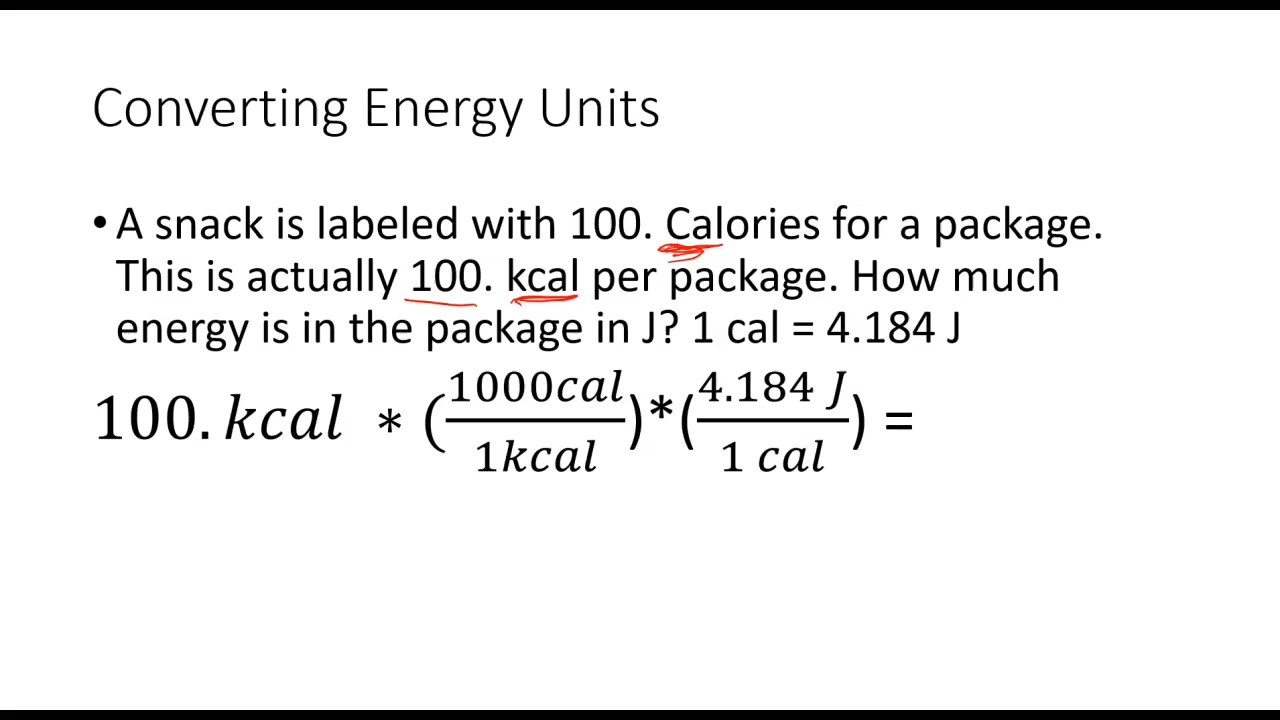 Converting Energy Units
• A snack is labeled with 100. Calories for a package.
This is actually 100. kcal per package. How much
energy is in the package in J? 1 cal = 4.184 J
100. kcal * (1000cal/1kcal)*(4.184 J/1 cal) =